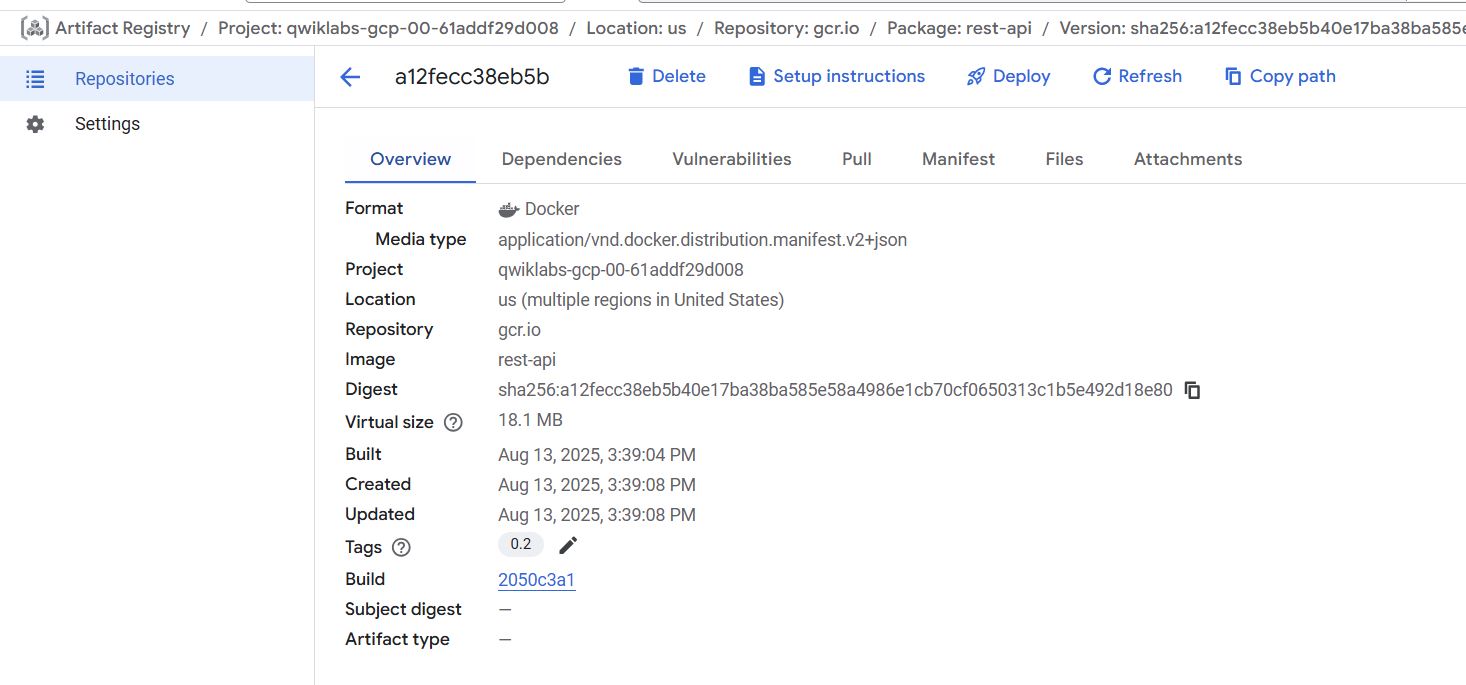 Artifact Registry / Project: qwiklabs-gcp-00-61addf29d008 / Location: us / Repository: gcr.io / Package: rest-api / Version: sha256:a12fecc38eb5b40e17ba38ba585e
Repositories
Settings
a12fecc38eb5b Delete Setup instructions Deploy Refresh Copy path
Overview Dependencies Vulnerabilities Pull Manifest Files Attachments
Format Docker
Media type application/vnd.docker.distribution.manifest.v2+json
Project qwiklabs-gcp-00-61addf29d008
Location us (multiple regions in United States)
Repository gcr.io
Image rest-api
Digest sha256:a12fecc38eb5b40e17ba38ba585e58a4986e1cb70cf0650313c1b5e492d18e80
Virtual size 18.1 MB
Built Aug 13, 2025, 3:39:04 PM
Created Aug 13, 2025, 3:39:08 PM
Updated Aug 13, 2025, 3:39:08 PM
Tags 0.2
Build 2050c3a1
Subject digest —
Artifact type —